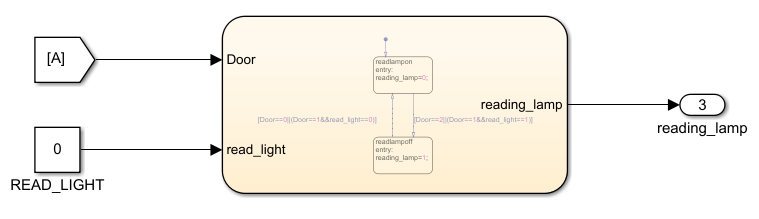 [A]
Door
readlampon
entry:
reading_lamp=0;
reading_lamp
3
reading_lamp
[Door==0||(Door==1&&read_light==0)]
[Door==2||(Door==1&&read_light==1)]
0
READ_LIGHT
read_light
readlampoff
entry:
reading_lamp=1;